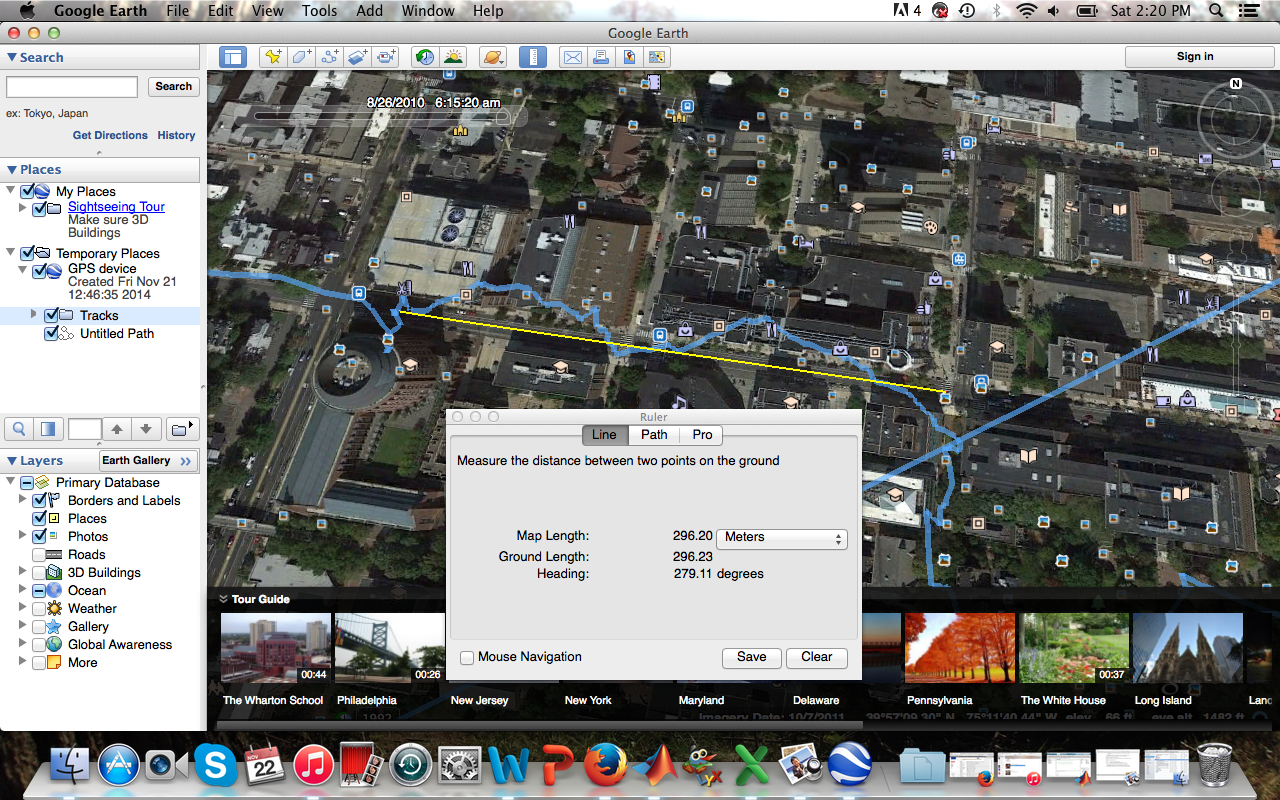 Google Earth File Edit View Tools Add Window Help
4 Sat 2:20 PM
Google Earth
Search
Search
ex: Tokyo, Japan
Get Directions History
Places
My Places
Sightseeing Tour
Make sure 3D
Buildings
Temporary Places
GPS device
Created Fri Nov 21
12:46:35 2014
Tracks
Untitled Path
Layers
Earth Gallery >>
Primary Database
Borders and Labels
Places
Photos
Roads
3D Buildings
Ocean
Weather
Gallery
Global Awareness
More
Sign in
8/26/2010 6:15:20 am
N
Ruler
Line Path Pro
Measure the distance between two points on the ground
Map Length: 296.20 Meters
Ground Length: 296.23
Heading: 279.11 degrees
Mouse Navigation Save Clear
Tour Guide
00:44
00:26
00:37
The Wharton School Philadelphia New Jersey New York Maryland Delaware Pennsylvania The White House Long Island
1992
Imagery Date: 10/7/2011 39°57'09.30" N 75°11'40.44" W elev 66 ft eye alt 1482 ft
NOV
22